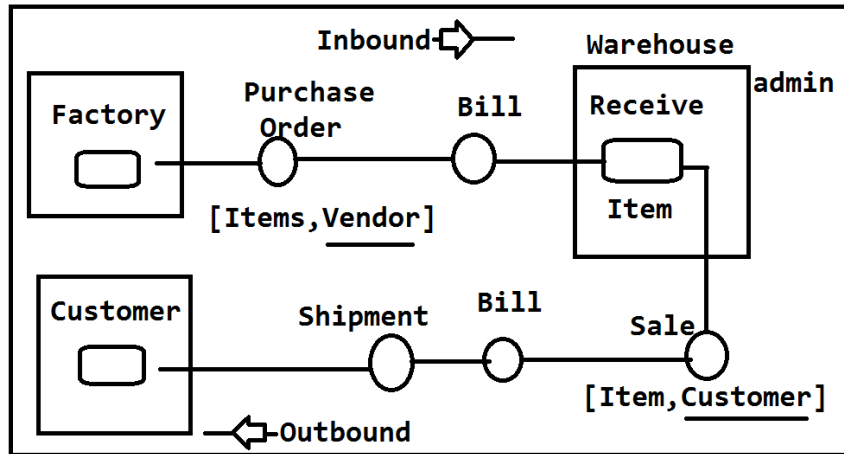 Inbound
Warehouse
admin
Factory
Purchase
Order
Bill
Receive
Item
[Items,Vendor]
Customer
Shipment
Bill
Sale
[Item,Customer]
Outbound